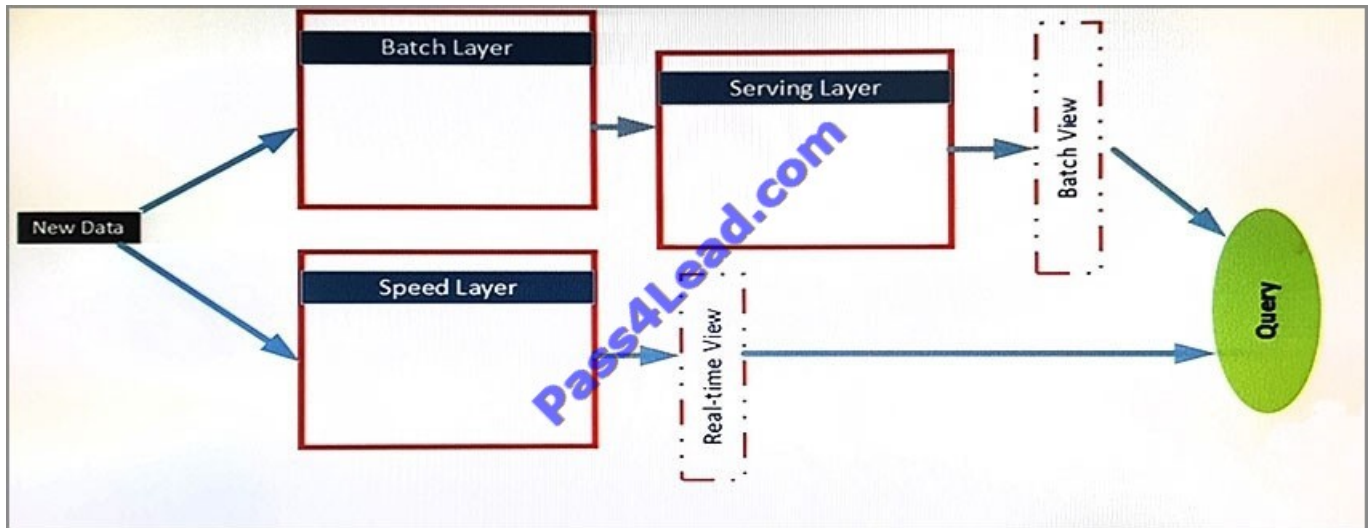 Batch Layer
Serving Layer
Batch View
New Data
Speed Layer
Real-time View
Query
Pass4Lead.com